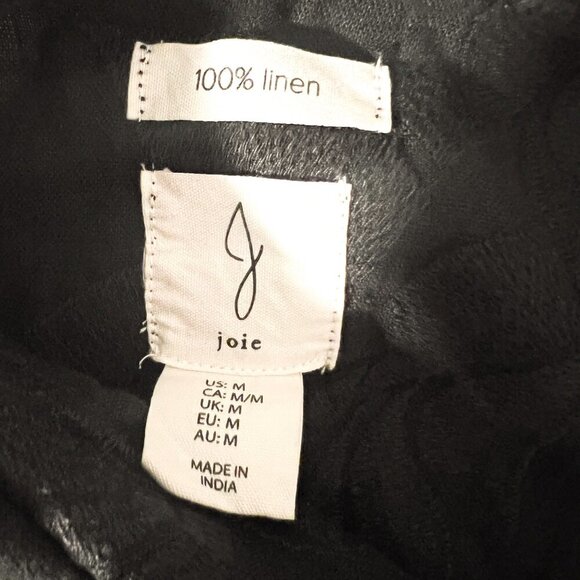 100% linen
J
joie
US: M
CA: M/M
UK: M
EU: M
AU: M
MADE IN
INDIA